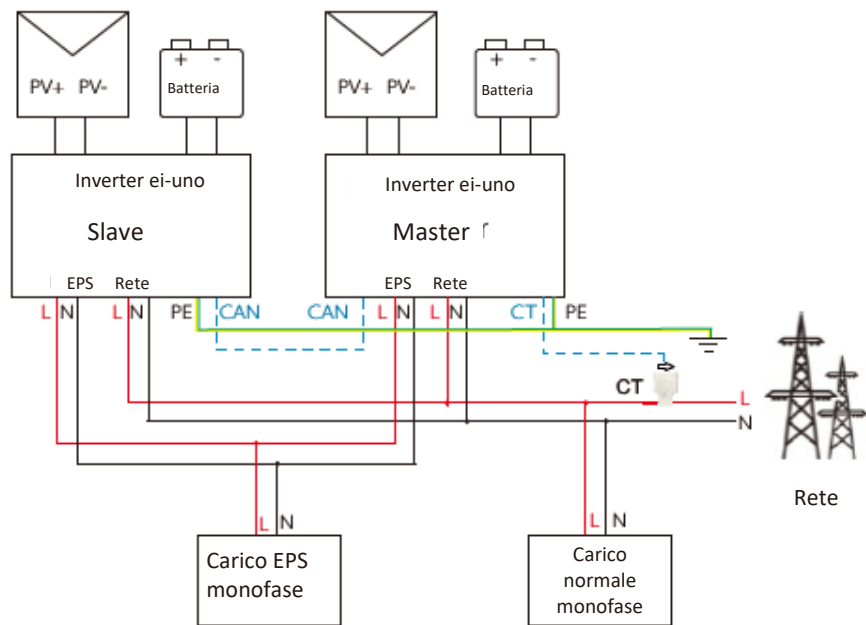 PV+ PV-
+ -
Batteria
PV+ PV-
+ -
Batteria
Inverter ei-uno
Slave
Inverter ei-uno
Master
EPS Rete
EPS Rete
L N L N PE CAN
CAN L N L N CT PE
CT
L
N
Rete
L N
Carico EPS
monofase
L N
Carico
normale
monofase